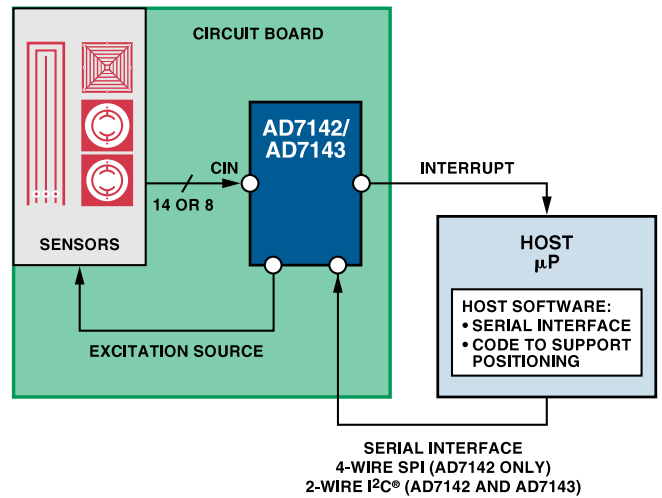 CIRCUIT BOARD
AD7142/
AD7143
CIN
14 OR 8
SENSORS
INTERRUPT
HOST
μP
HOST SOFTWARE:
• SERIAL INTERFACE
• CODE TO SUPPORT
POSITIONING
EXCITATION SOURCE
SERIAL INTERFACE
4-WIRE SPI (AD7142 ONLY)
2-WIRE I²C® (AD7142 AND AD7143)